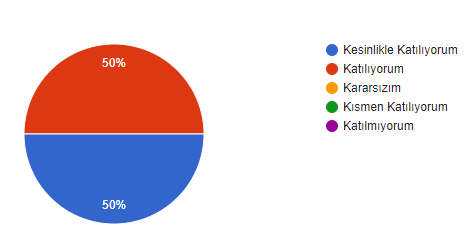 50%
50%
Kesinlikle Katılıyorum
Katılıyorum
Kararsızım
Kısmen Katılıyorum
Katılmıyorum